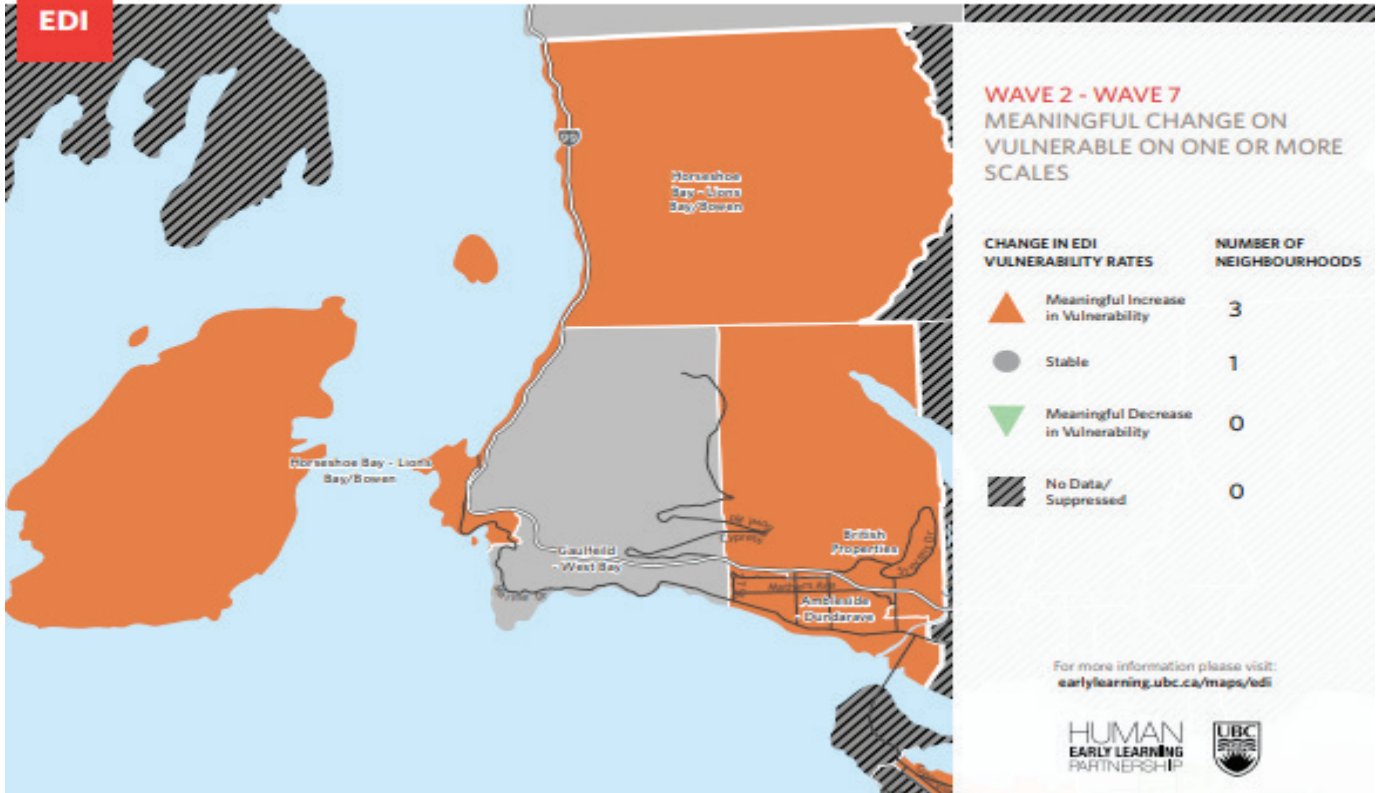 EDI
99
Horseshoe
Bay - Lions
Bay/Bowen
Horseshoe Bay - Lions
Bay/Bowen
Caulfeild
- West Bay
Cypress
British
Properties
Ambleside
Dundarave
WAVE 2 - WAVE 7
MEANINGFUL CHANGE ON
VULNERABLE ON ONE OR MORE
SCALES
CHANGE IN EDI
VULNERABILITY RATES
NUMBER OF
NEIGHBOURHOODS
Meaningful Increase
in Vulnerability
3
Stable
1
Meaningful Decrease
in Vulnerability
0
No Data/
Suppressed
0
For more information please visit:
earlylearning.ubc.ca/maps/edi
HUMAN
EARLY LEARNING
PARTNERSHIP
UBC